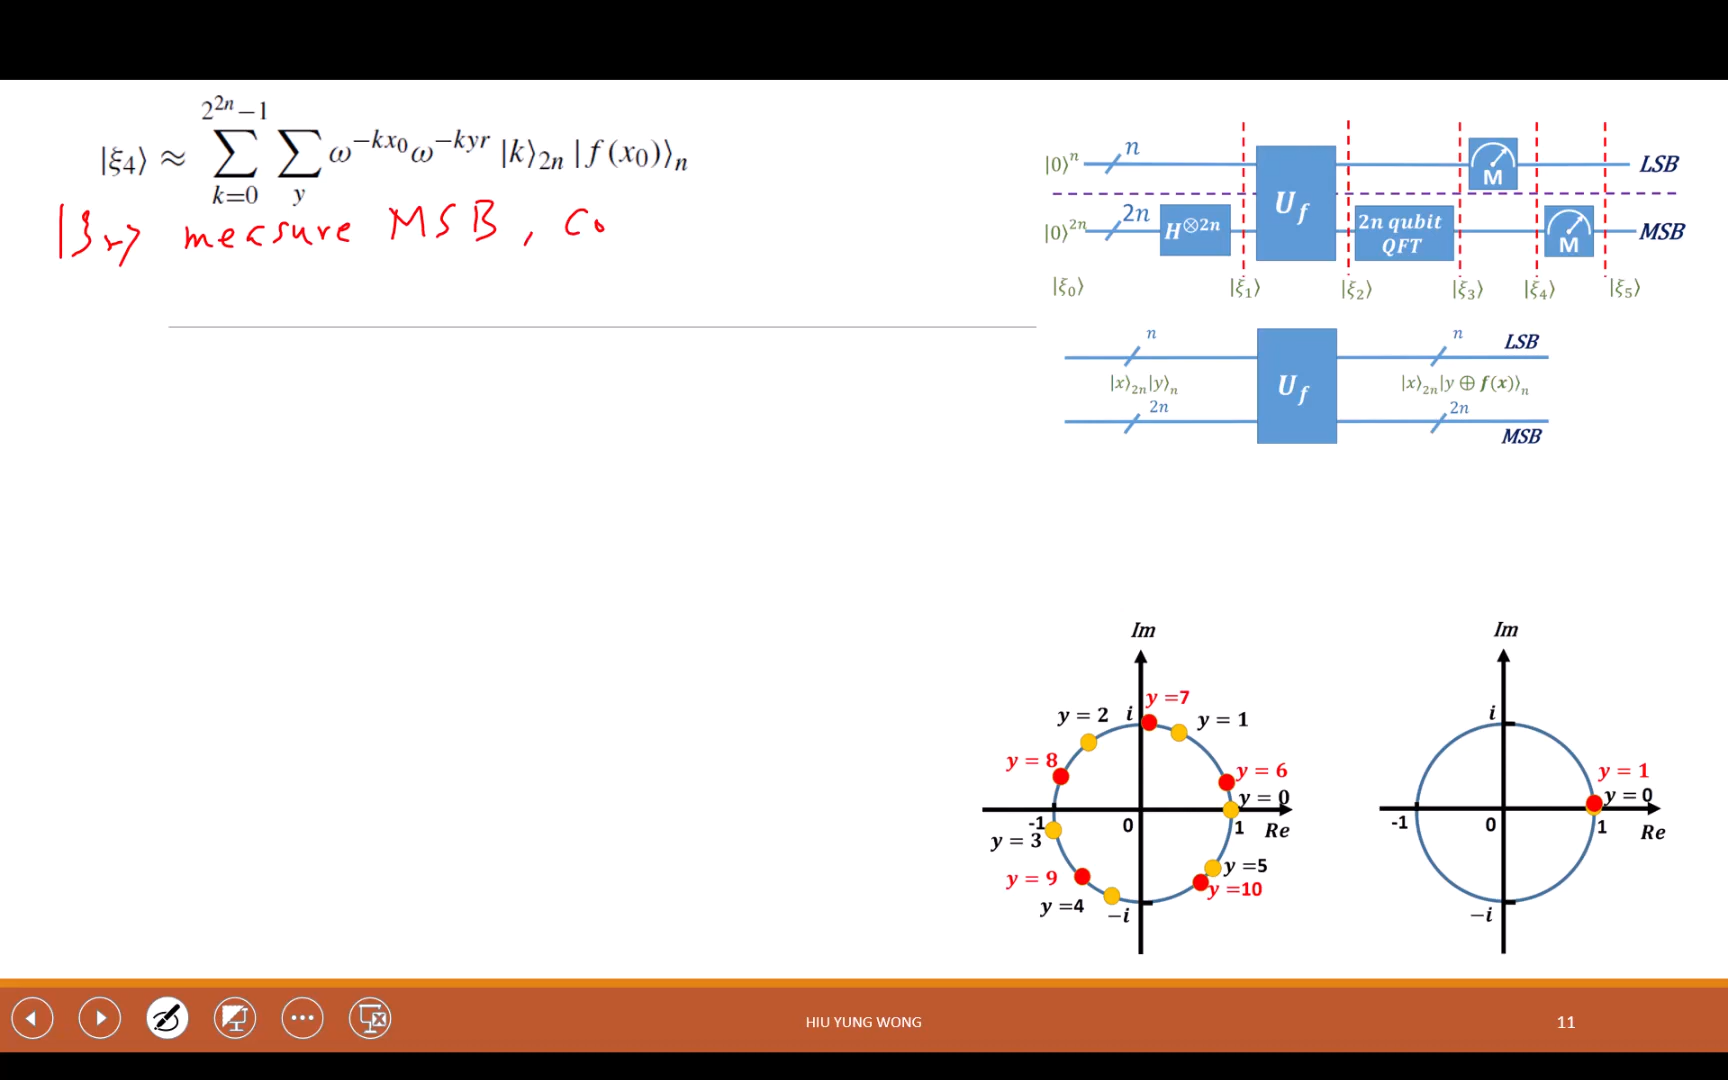 |ξ₄⟩ ≈ ∑_{k=0}^{2^{2n}−1} ∑_y ω^{−kx₀} ω^{−kyr} |k⟩_{2n} |f(x₀)⟩_n
measure MSB, Co
|0⟩ⁿ n U_f M LSB
|0⟩²ⁿ 2n H^{⊗2n} 2n qubit QFT M MSB
|ξ₀⟩ |ξ₁⟩ |ξ₂⟩ |ξ₃⟩ |ξ₄⟩ |ξ₅⟩
n n LSB
|x⟩_{2n}|y⟩_n U_f |x⟩_{2n}|y ⊕ f(x)⟩_n
2n 2n MSB
Im
y =7
y = 2 i y = 1
y = 8 y = 6
y = 0
-1 0 1 Re
y = 3 y =5
y = 9 y =10
y =4 −i
Im
i
y = 1
y = 0
-1 0 1 Re
−i
HIU YUNG WONG 11